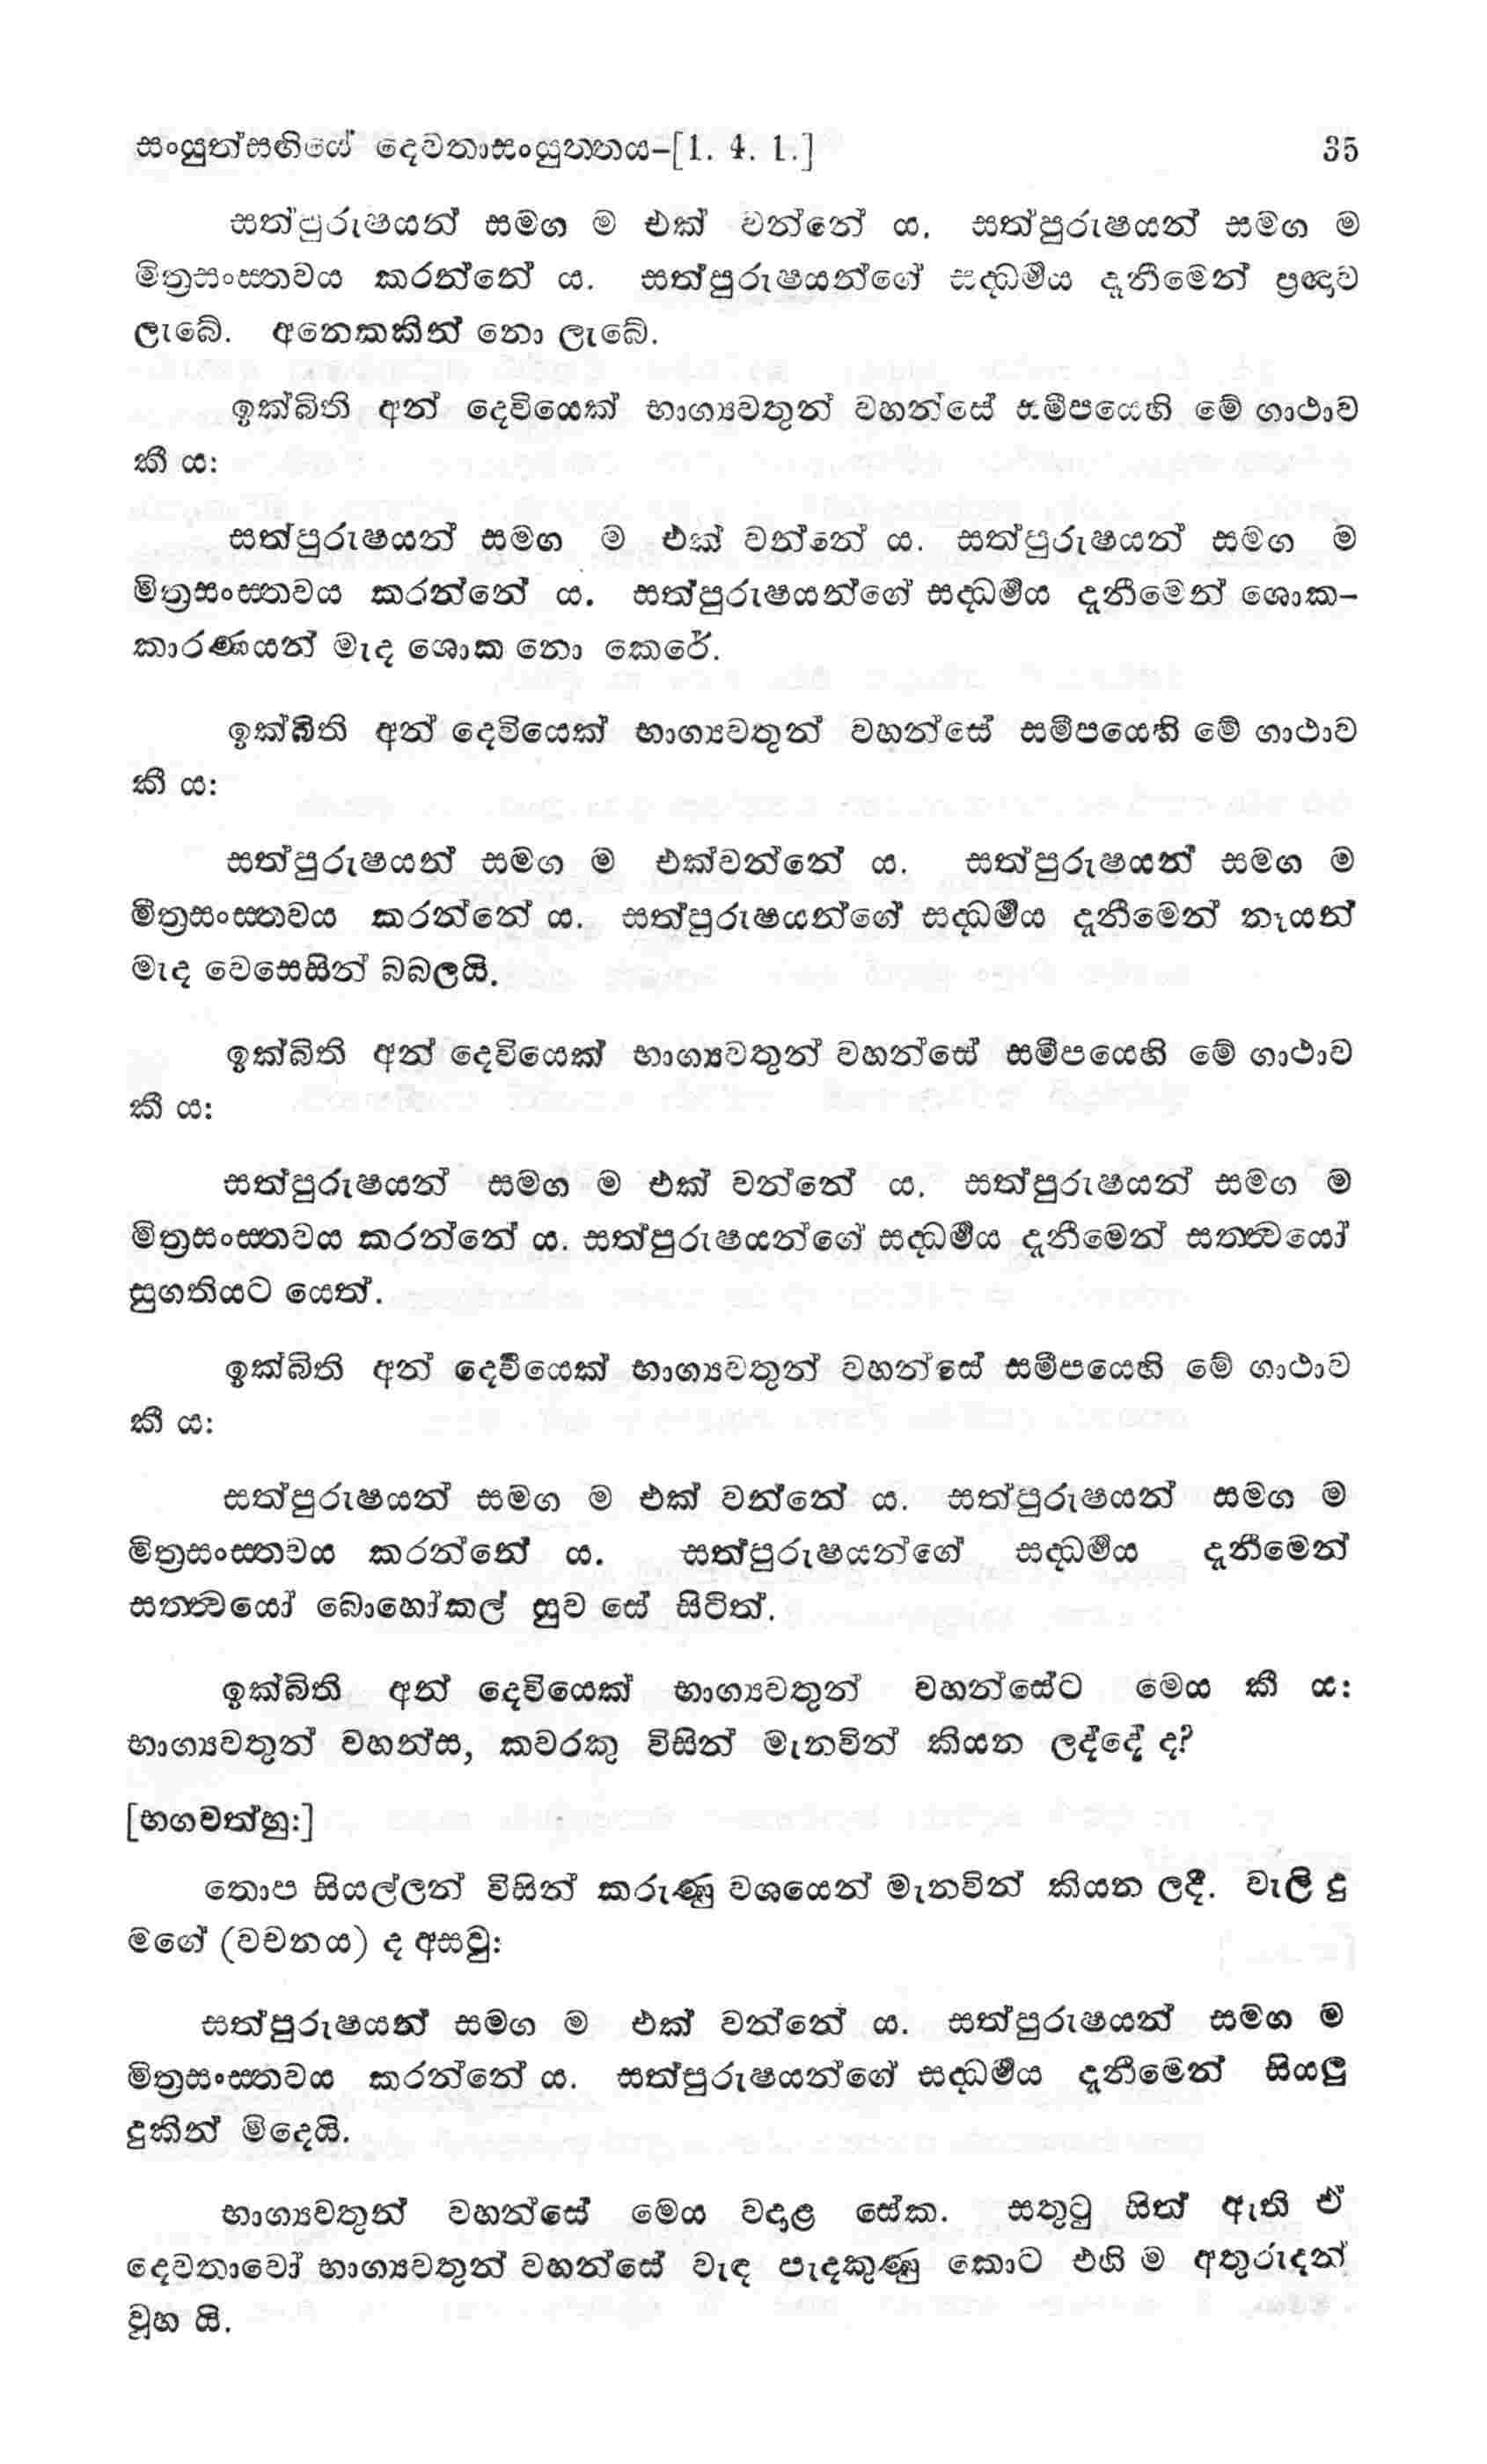 සංයුත්සඟියේ දෙවතාසංයුත්තය–[1. 4. 1.] 35
සත්පුරුෂයන් සමග ම එක් වන්නේ ය. සත්පුරුෂයන් සමග ම
මිත්‍රසංස්තවය කරන්නේ ය. සත්පුරුෂයන්ගේ සද්ධර්මය දැනීමෙන් ප්‍රඥාව
ලැබේ. අනෙකකින් නො ලැබේ.
ඉක්බිති අන් දෙවියෙක් භාග්‍යවතුන් වහන්සේ සමීපයෙහි මේ ගාථාව
කී ය:
සත්පුරුෂයන් සමග ම එක් වන්නේ ය. සත්පුරුෂයන් සමග ම
මිත්‍රසංස්තවය කරන්නේ ය. සත්පුරුෂයන්ගේ සද්ධර්මය දැනීමෙන් ශොක–
කාරණයන් මැද ශොක නො කෙරේ.
ඉක්බිති අන් දෙවියෙක් භාග්‍යවතුන් වහන්සේ සමීපයෙහි මේ ගාථාව
කී ය:
සත්පුරුෂයන් සමග ම එක්වන්නේ ය. සත්පුරුෂයන් සමග ම
මිත්‍රසංස්තවය කරන්නේ ය. සත්පුරුෂයන්ගේ සද්ධර්මය දැනීමෙන් නෑයන්
මැද වෙසෙසින් බබලයි.
ඉක්බිති අන් දෙවියෙක් භාග්‍යවතුන් වහන්සේ සමීපයෙහි මේ ගාථාව
කී ය:
සත්පුරුෂයන් සමග ම එක් වන්නේ ය. සත්පුරුෂයන් සමග ම
මිත්‍රසංස්තවය කරන්නේ ය. සත්පුරුෂයන්ගේ සද්ධර්මය දැනීමෙන් සත්ත්‍වයෝ
සුගතියට යෙත්.
ඉක්බිති අන් දෙවියෙක් භාග්‍යවතුන් වහන්සේ සමීපයෙහි මේ ගාථාව
කී ය:
සත්පුරුෂයන් සමග ම එක් වන්නේ ය. සත්පුරුෂයන් සමග ම
මිත්‍රසංස්තවය කරන්නේ ය. සත්පුරුෂයන්ගේ සද්ධර්මය දැනීමෙන්
සත්ත්‍වයෝ බොහෝකල් සුව සේ සිටිත්.
ඉක්බිති අන් දෙවියෙක් භාග්‍යවතුන් වහන්සේට මෙය කී ය:
භාග්‍යවතුන් වහන්ස, කවරකු විසින් මැනවින් කියන ලද්දේ ද?
[භගවත්හු:]
තොප සියල්ලන් විසින් කරුණු වශයෙන් මැනවින් කියන ලදී. වැලි දු
මගේ (වචනය) ද අසවු:
සත්පුරුෂයන් සමග ම එක් වන්නේ ය. සත්පුරුෂයන් සමග ම
මිත්‍රසංස්තවය කරන්නේ ය. සත්පුරුෂයන්ගේ සද්ධර්මය දැනීමෙන් සියලු
දුකින් මිදෙයි.
භාග්‍යවතුන් වහන්සේ මෙය වදාළ සේක. සතුටු සිත් ඇති ඒ
දෙවතාවෝ භාග්‍යවතුන් වහන්සේ වැඳ පැදකුණු කොට එහි ම අතුරුදන්
වූහ යි.